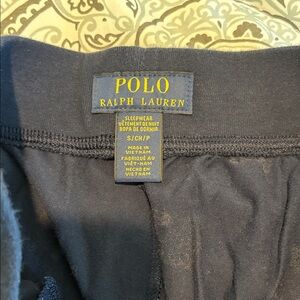 POLO
RALPH LAUREN
SLEEPWEAR
VÊTEMENT DE NUIT
ROPA DE DORMIR
S/CH/P
MADE IN
VIETNAM
FABRIQUÉ AU
VIÊT-NAM
HECHO EN
VIETNAM